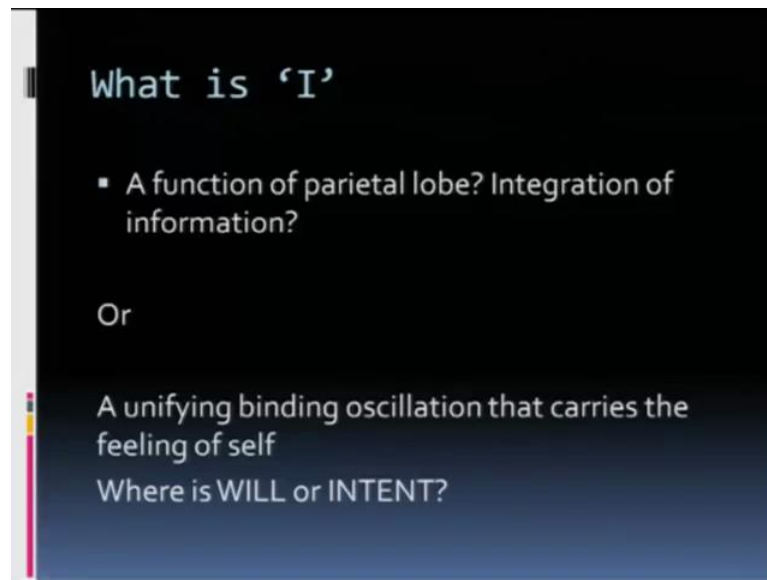 What is ‘I’
▪ A function of parietal lobe? Integration of
information?
Or
A unifying binding oscillation that carries the
feeling of self
Where is WILL or INTENT?